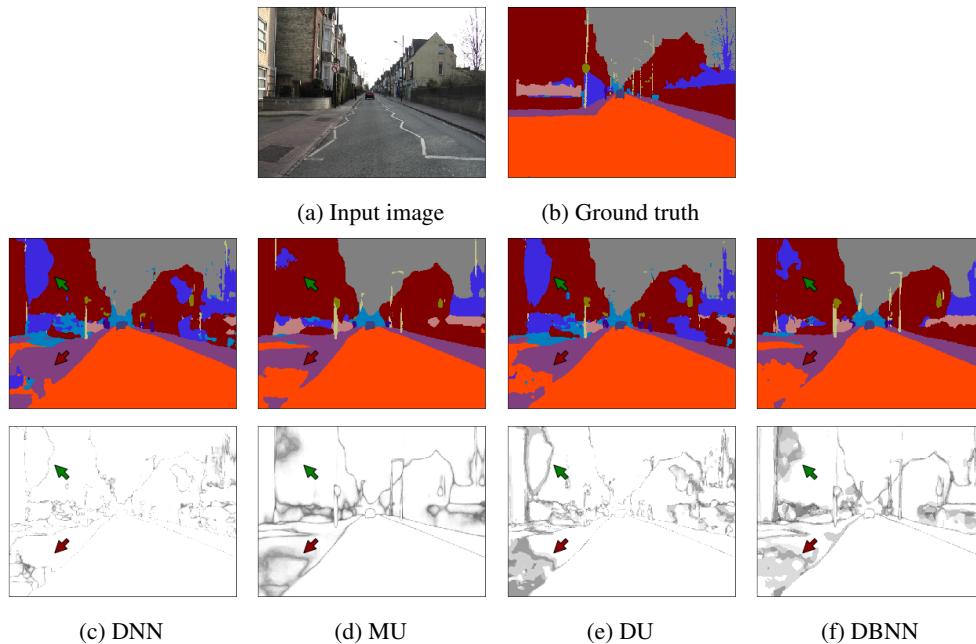 (a) Input image
(b) Ground truth
(c) DNN
(d) MU
(e) DU
(f) DBNN